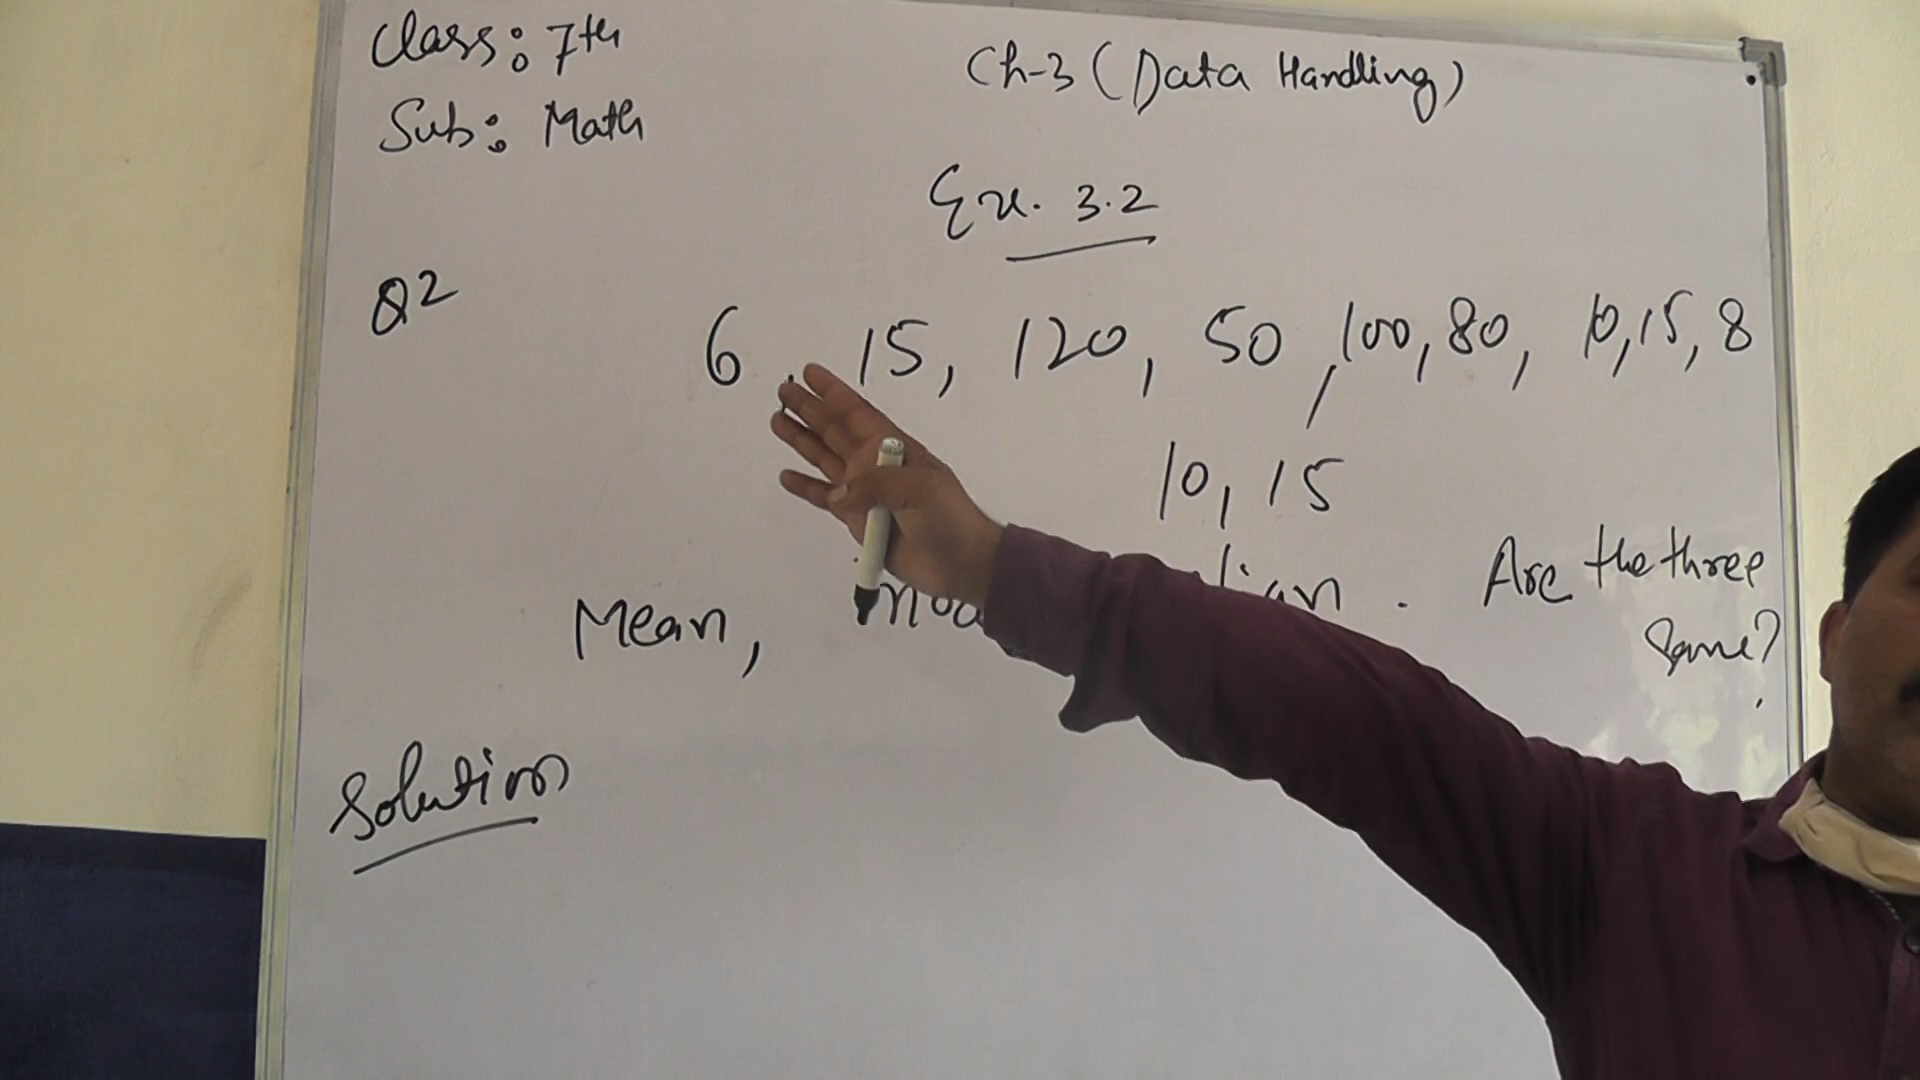 Class: 7th
Sub: Math
Ch-3 (Data Handling)
Ex. 3.2
Q2
6, 15, 120, 50, 100, 80, 10, 15, 8
10, 15
Mean, . Are the three
Same?
Solution